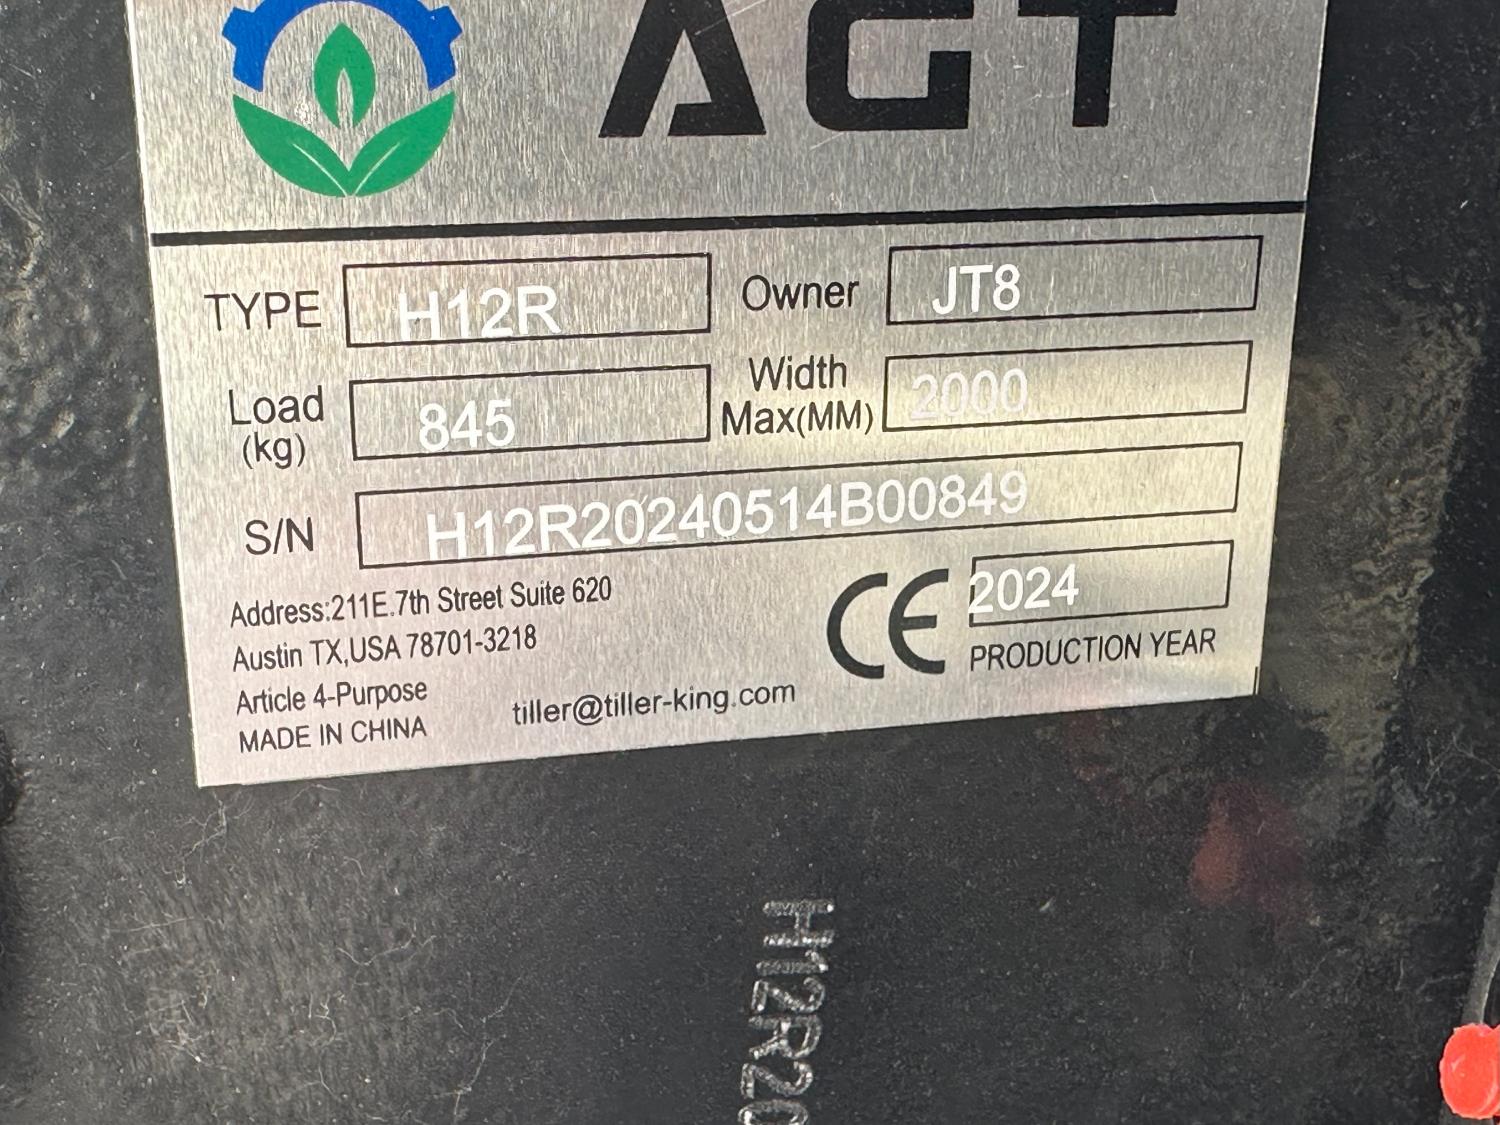 AGT
TYPE H12R Owner JT8
Load (kg) 845 Width Max(MM) 2000
S/N H12R20240514B00849
Address:211E.7th Street Suite 620
Austin TX,USA 78701-3218
Article 4-Purpose
MADE IN CHINA
tiller@tiller-king.com
CE 2024
PRODUCTION YEAR
H12R20